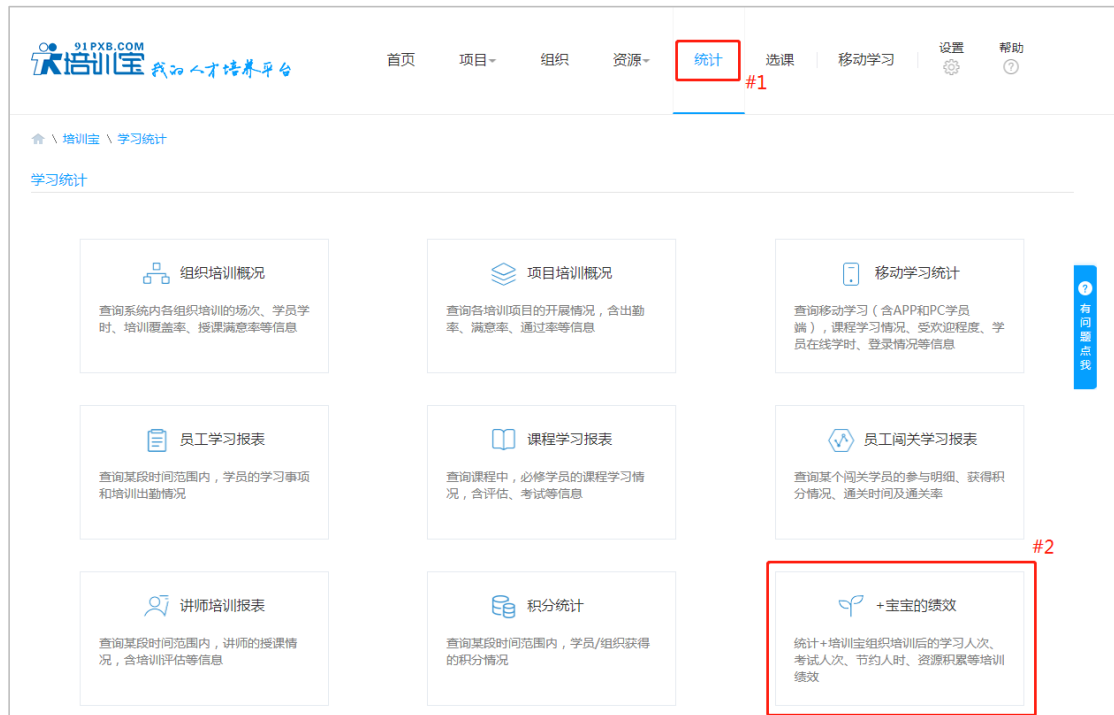 91PXB.COM
培训宝 我的人才培养平台
首页 项目 组织 资源 统计 选课 移动学习 设置 帮助
#1
\ 培训宝 \ 学习统计
学习统计
组织培训概况
查询系统内各组织培训的场次、学员学
时、培训覆盖率、授课满意率等信息
项目培训概况
查询各培训项目的开展情况，含出勤
率、满意率、通过率等信息
移动学习统计
查询移动学习（含APP和PC学员
端），课程学习情况、受欢迎程度、学
员在线学时、登录情况等信息
有问题点我
员工学习报表
查询某段时间范围内，学员的学习事项
和培训出勤情况
课程学习报表
查询课程中，必修学员的课程学习情
况，含评估、考试等信息
员工闯关学习报表
查询某个闯关学员的参与明细、获得积
分情况、通关时间及通关率
#2
讲师培训报表
查询某段时间范围内，讲师的授课情
况，含培训评估等信息
积分统计
查询某段时间范围内，学员/组织获得
的积分情况
+宝宝的绩效
统计+培训宝组织培训后的学习人次、
考试人次、节约人时、资源积累等培训
绩效